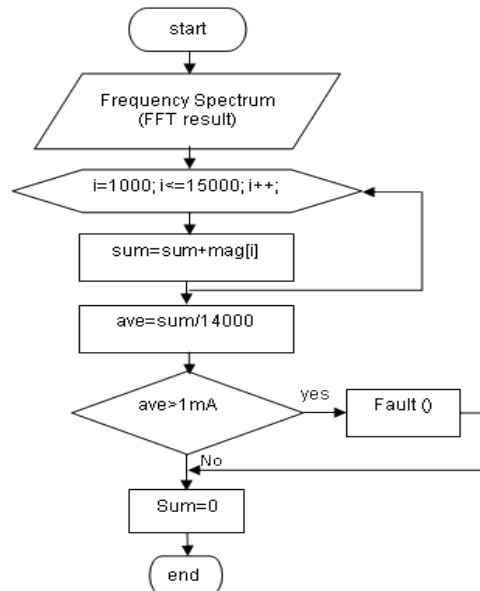 start
Frequency Spectrum
(FFT result)
i=1000; i<=15000; i++;
sum=sum+mag[i]
ave=sum/14000
ave>1mA
yes
Fault ()
No
Sum=0
end